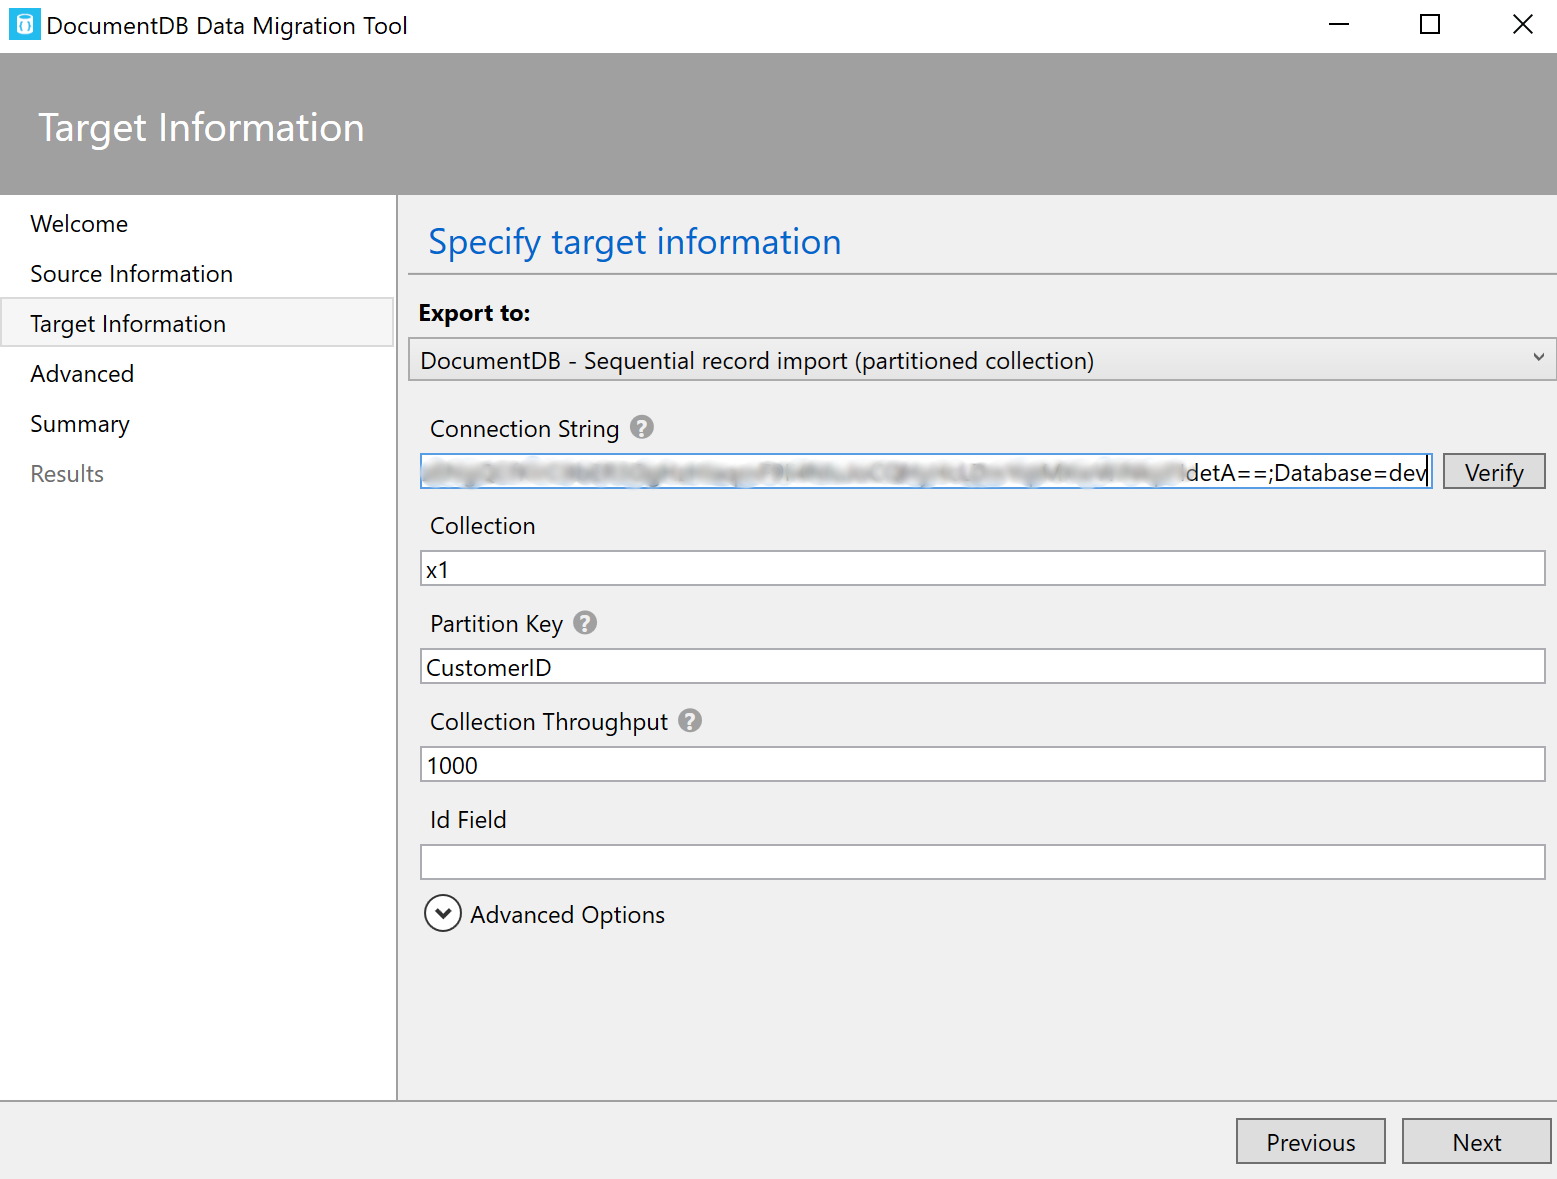 DocumentDB Data Migration Tool
Target Information
Welcome
Source Information
Target Information
Advanced
Summary
Results
Specify target information
Export to:
DocumentDB - Sequential record import (partitioned collection)
Connection String ?
detA==;Database=dev
Verify
Collection
x1
Partition Key ?
CustomerID
Collection Throughput ?
1000
Id Field
Advanced Options
Previous
Next